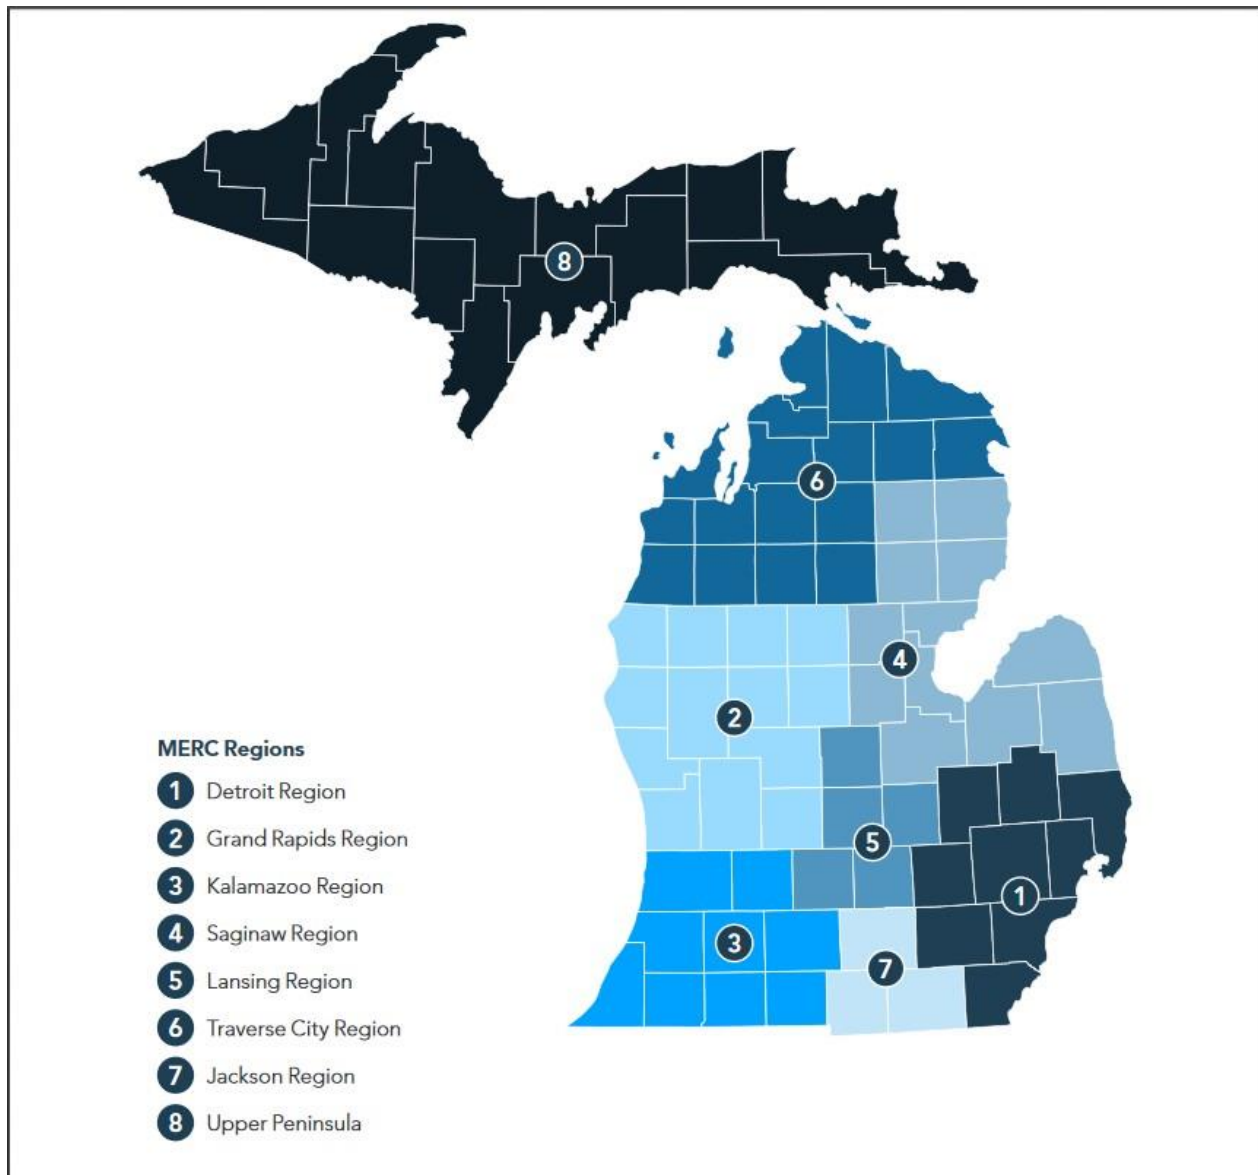 8
6
4
2
5
1
3
7
MERC Regions
1 Detroit Region
2 Grand Rapids Region
3 Kalamazoo Region
4 Saginaw Region
5 Lansing Region
6 Traverse City Region
7 Jackson Region
8 Upper Peninsula